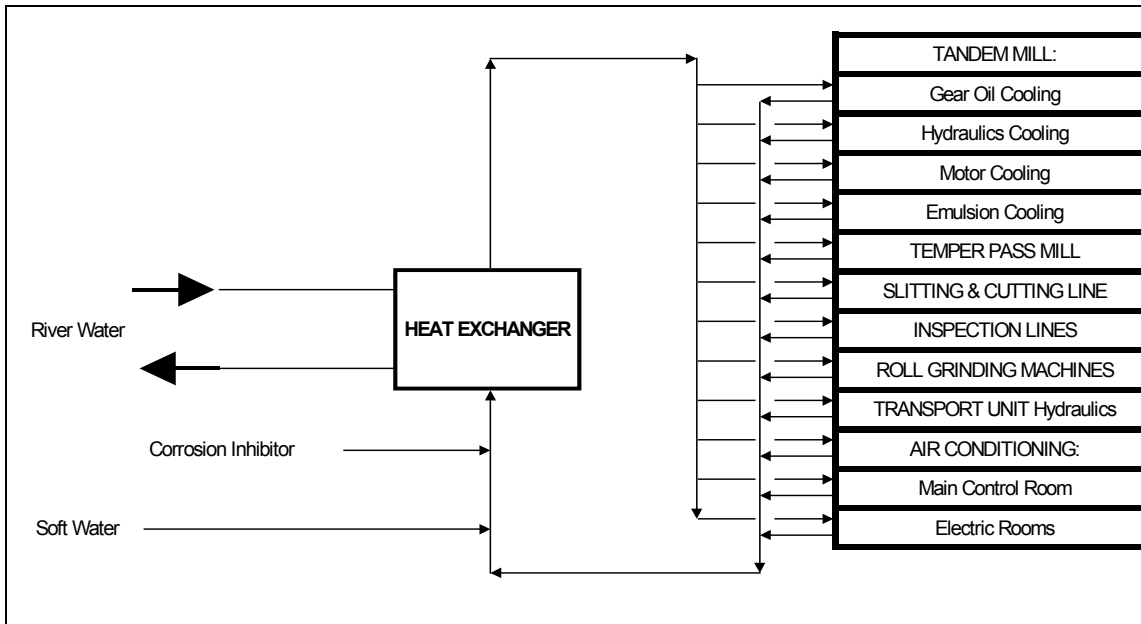 TANDEM MILL:
Gear Oil Cooling
Hydraulics Cooling
Motor Cooling
Emulsion Cooling
TEMPER PASS MILL
SLITTING & CUTTING LINE
INSPECTION LINES
ROLL GRINDING MACHINES
TRANSPORT UNIT Hydraulics
AIR CONDITIONING:
Main Control Room
Electric Rooms
HEAT EXCHANGER
River Water
Corrosion Inhibitor
Soft Water